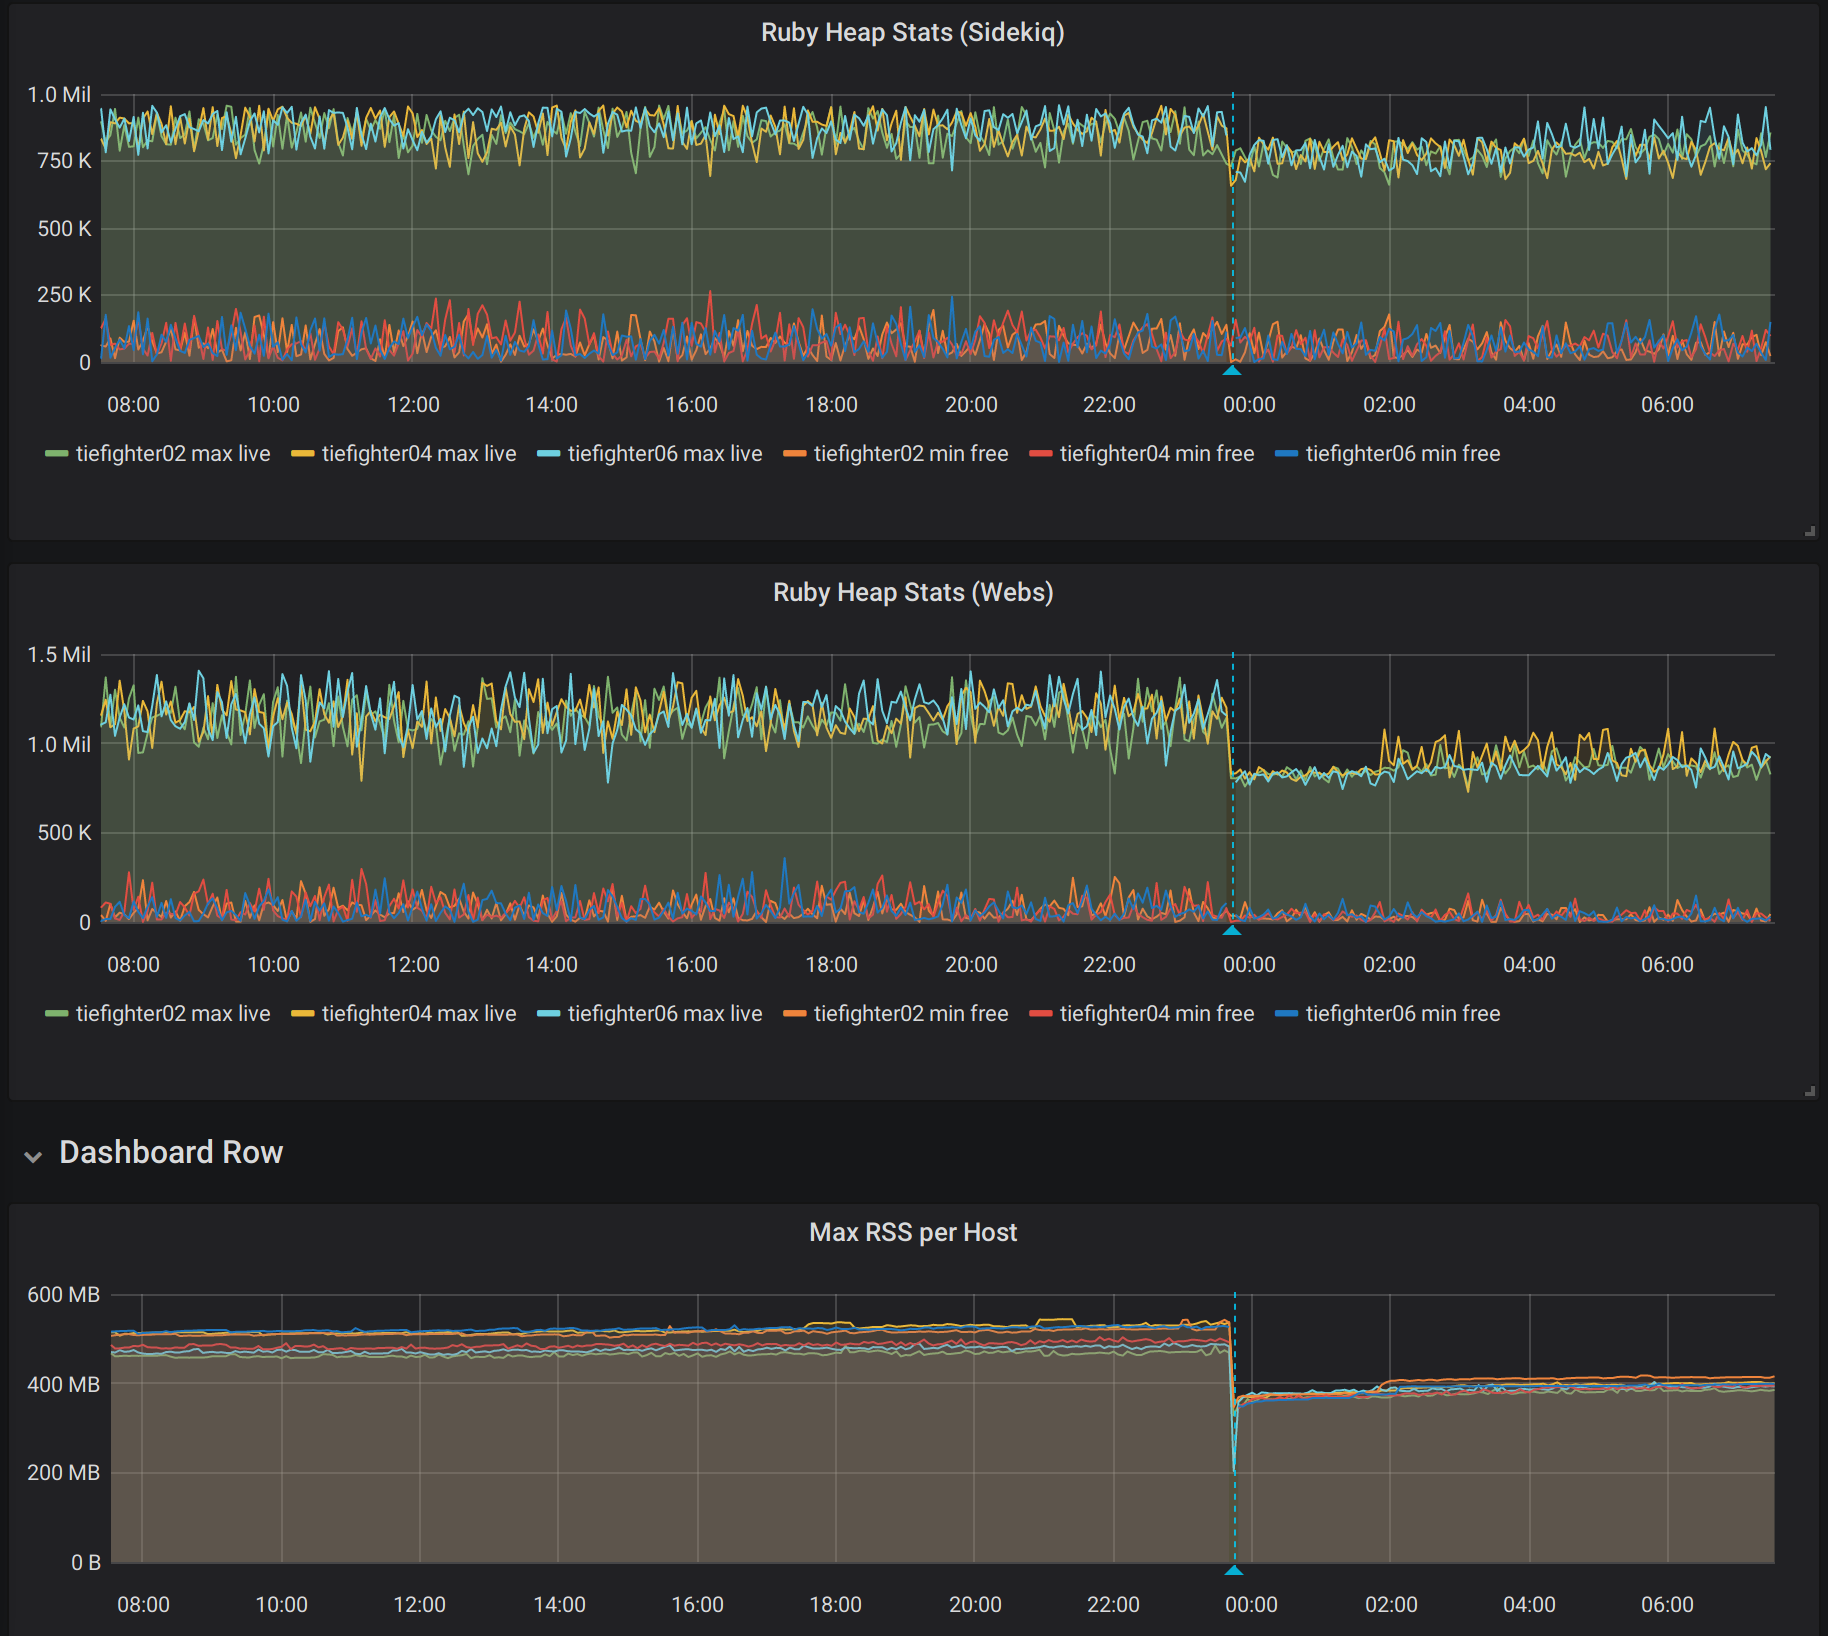 Ruby Heap Stats (Sidekiq)
1.0 Mil
750 K
500 K
250 K
0
08:00 10:00 12:00 14:00 16:00 18:00 20:00 22:00 00:00 02:00 04:00 06:00
tiefighter02 max live tiefighter04 max live tiefighter06 max live tiefighter02 min free tiefighter04 min free tiefighter06 min free
Ruby Heap Stats (Webs)
1.5 Mil
1.0 Mil
500 K
0
08:00 10:00 12:00 14:00 16:00 18:00 20:00 22:00 00:00 02:00 04:00 06:00
tiefighter02 max live tiefighter04 max live tiefighter06 max live tiefighter02 min free tiefighter04 min free tiefighter06 min free
Dashboard Row
Max RSS per Host
600 MB
400 MB
200 MB
0 B
08:00 10:00 12:00 14:00 16:00 18:00 20:00 22:00 00:00 02:00 04:00 06:00